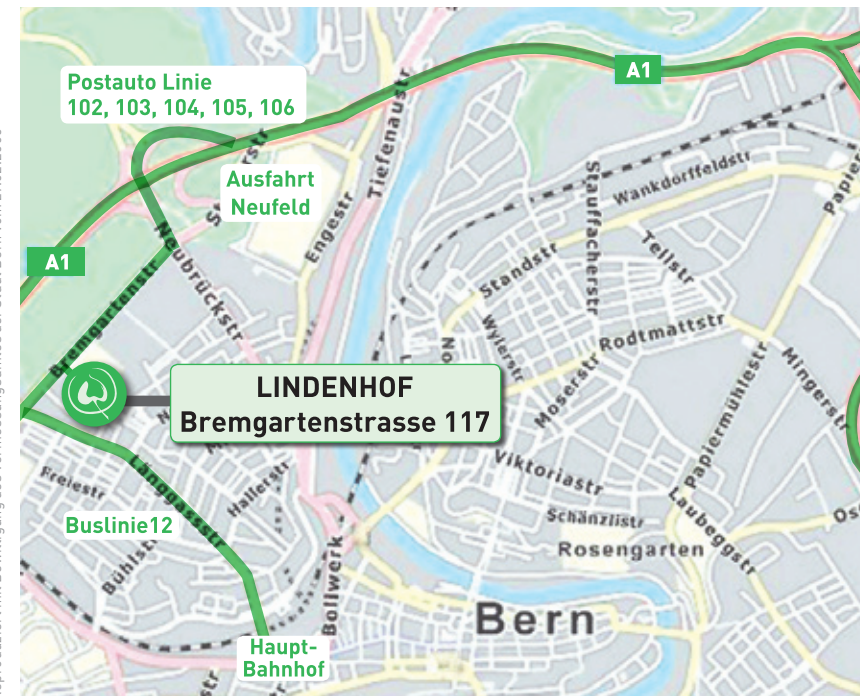 A1
Postauto Linie
102, 103, 104, 105, 106
Tiefenaustr
Ausfahrt
Neufeld
Engestr
Stauffacherstr
Wankdorffeldstr
A1
Neubrückstr
Bremgartenstr
Standstr
Teilstr
Wylerstr
Rodtmattstr
Moserstr
Mingerstr
Papiermühlestr
LINDENHOF
Bremgartenstrasse 117
Freiestr
Länggassstr
Hallerstr
Viktoriastr
Laubeggstr
Schänzlistr
Buslinie12
Rosengarten
Bühlstr
Bollwerk
Bern
Haupt-
Bahnhof